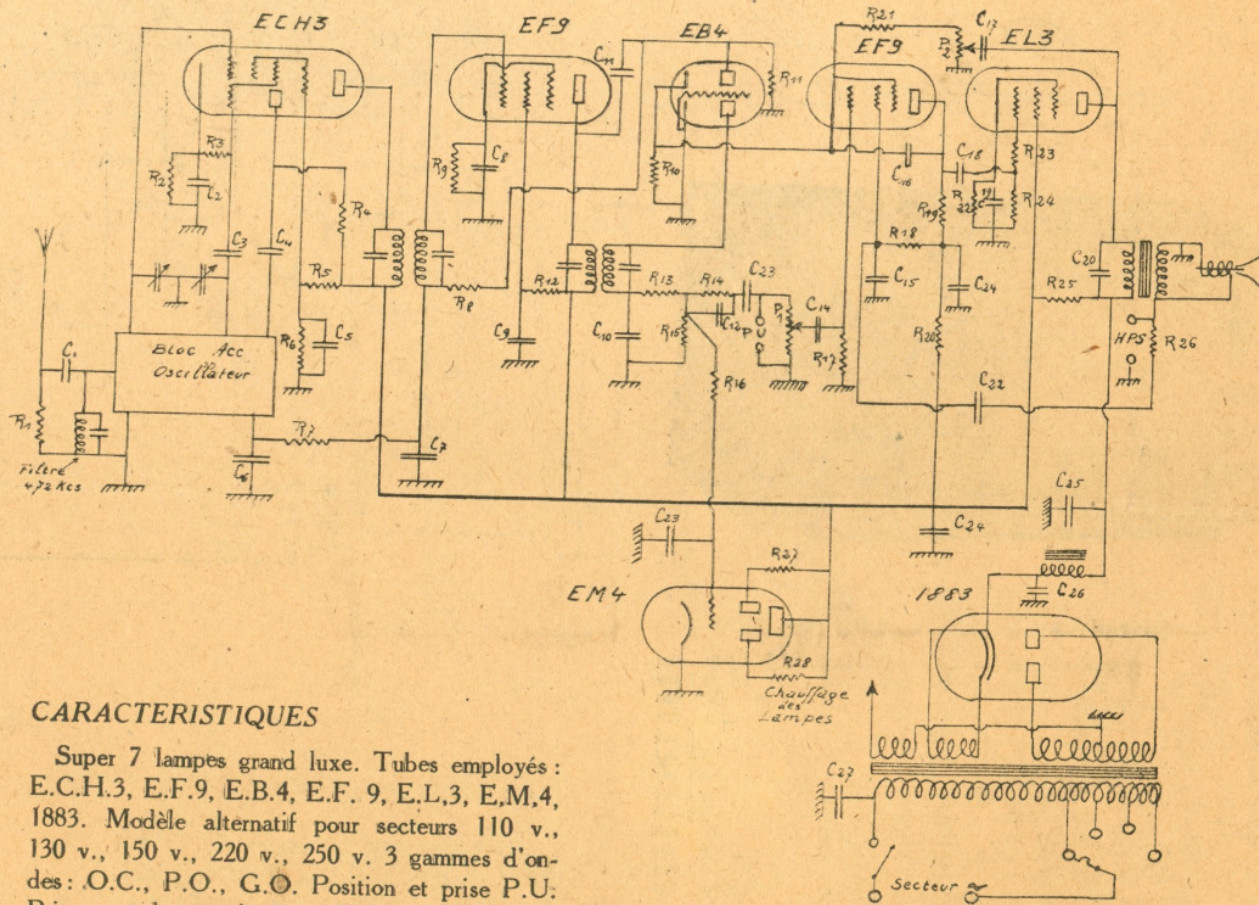 ECH3
EF9
EB4
EF9
EL3
R21
P2
C17
C11
R11
R3
R2
C2
R9
C8
R10
C16
C18
R23
R22
C19
R24
R4
C3
C4
R19
R18
R5
R8
R12
R13
R14
C23
C15
C24
C20
R25
Bloc Acc
Oscillateur
R6
C5
C9
C10
R15
C12
P U
P1
C14
R17
R20
HPS
R26
C1
R1
R16
C22
R7
C7
C6
Filtre
472 Kcs
C25
C23
C24
R27
EM4
1883
C26
R28
Chauffage
des
Lampes
C27
Secteur
CARACTERISTIQUES
Super 7 lampes grand luxe. Tubes employés :
E.C.H.3, E.F.9, E.B.4, E.F. 9, E.L,3, E,M,4,
1883. Modèle alternatif pour secteurs 110 v.,
130 v., 150 v., 220 v., 250 v. 3 gammes d'on-
des : O.C., P.O., G.O. Position et prise P.U.